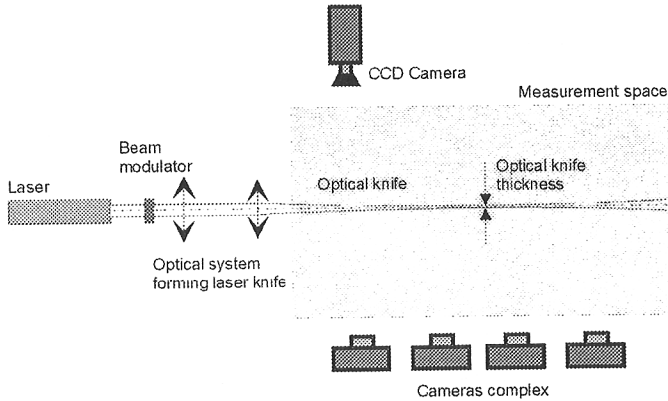 CCD Camera
Measurement space
Beam
modulator
Optical knife
thickness
Laser
Optical knife
Optical system
forming laser knife
Cameras complex